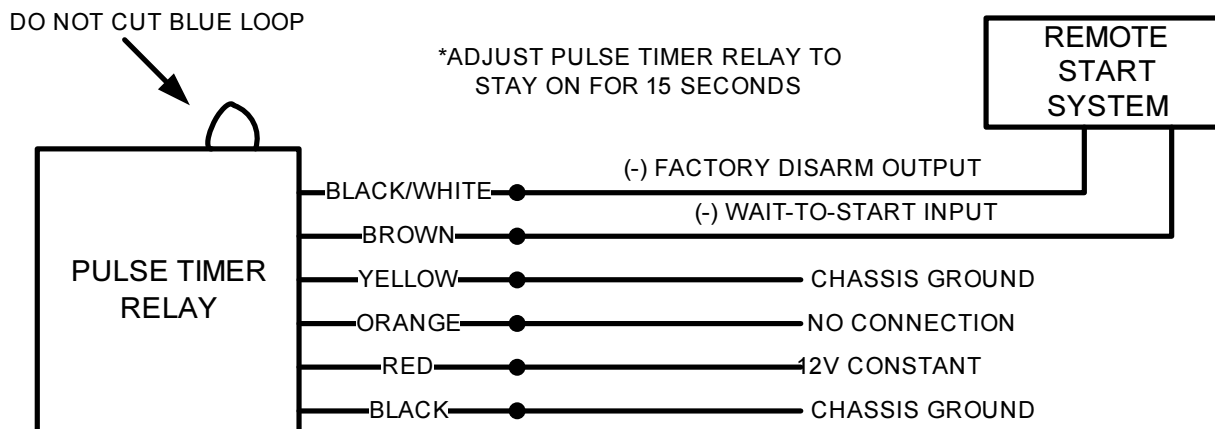 DO NOT CUT BLUE LOOP
*ADJUST PULSE TIMER RELAY TO
STAY ON FOR 15 SECONDS
REMOTE
START
SYSTEM
(-) FACTORY DISARM OUTPUT
BLACK/WHITE
(-) WAIT-TO-START INPUT
BROWN
PULSE TIMER
RELAY
YELLOW CHASSIS GROUND
ORANGE NO CONNECTION
RED 12V CONSTANT
BLACK CHASSIS GROUND